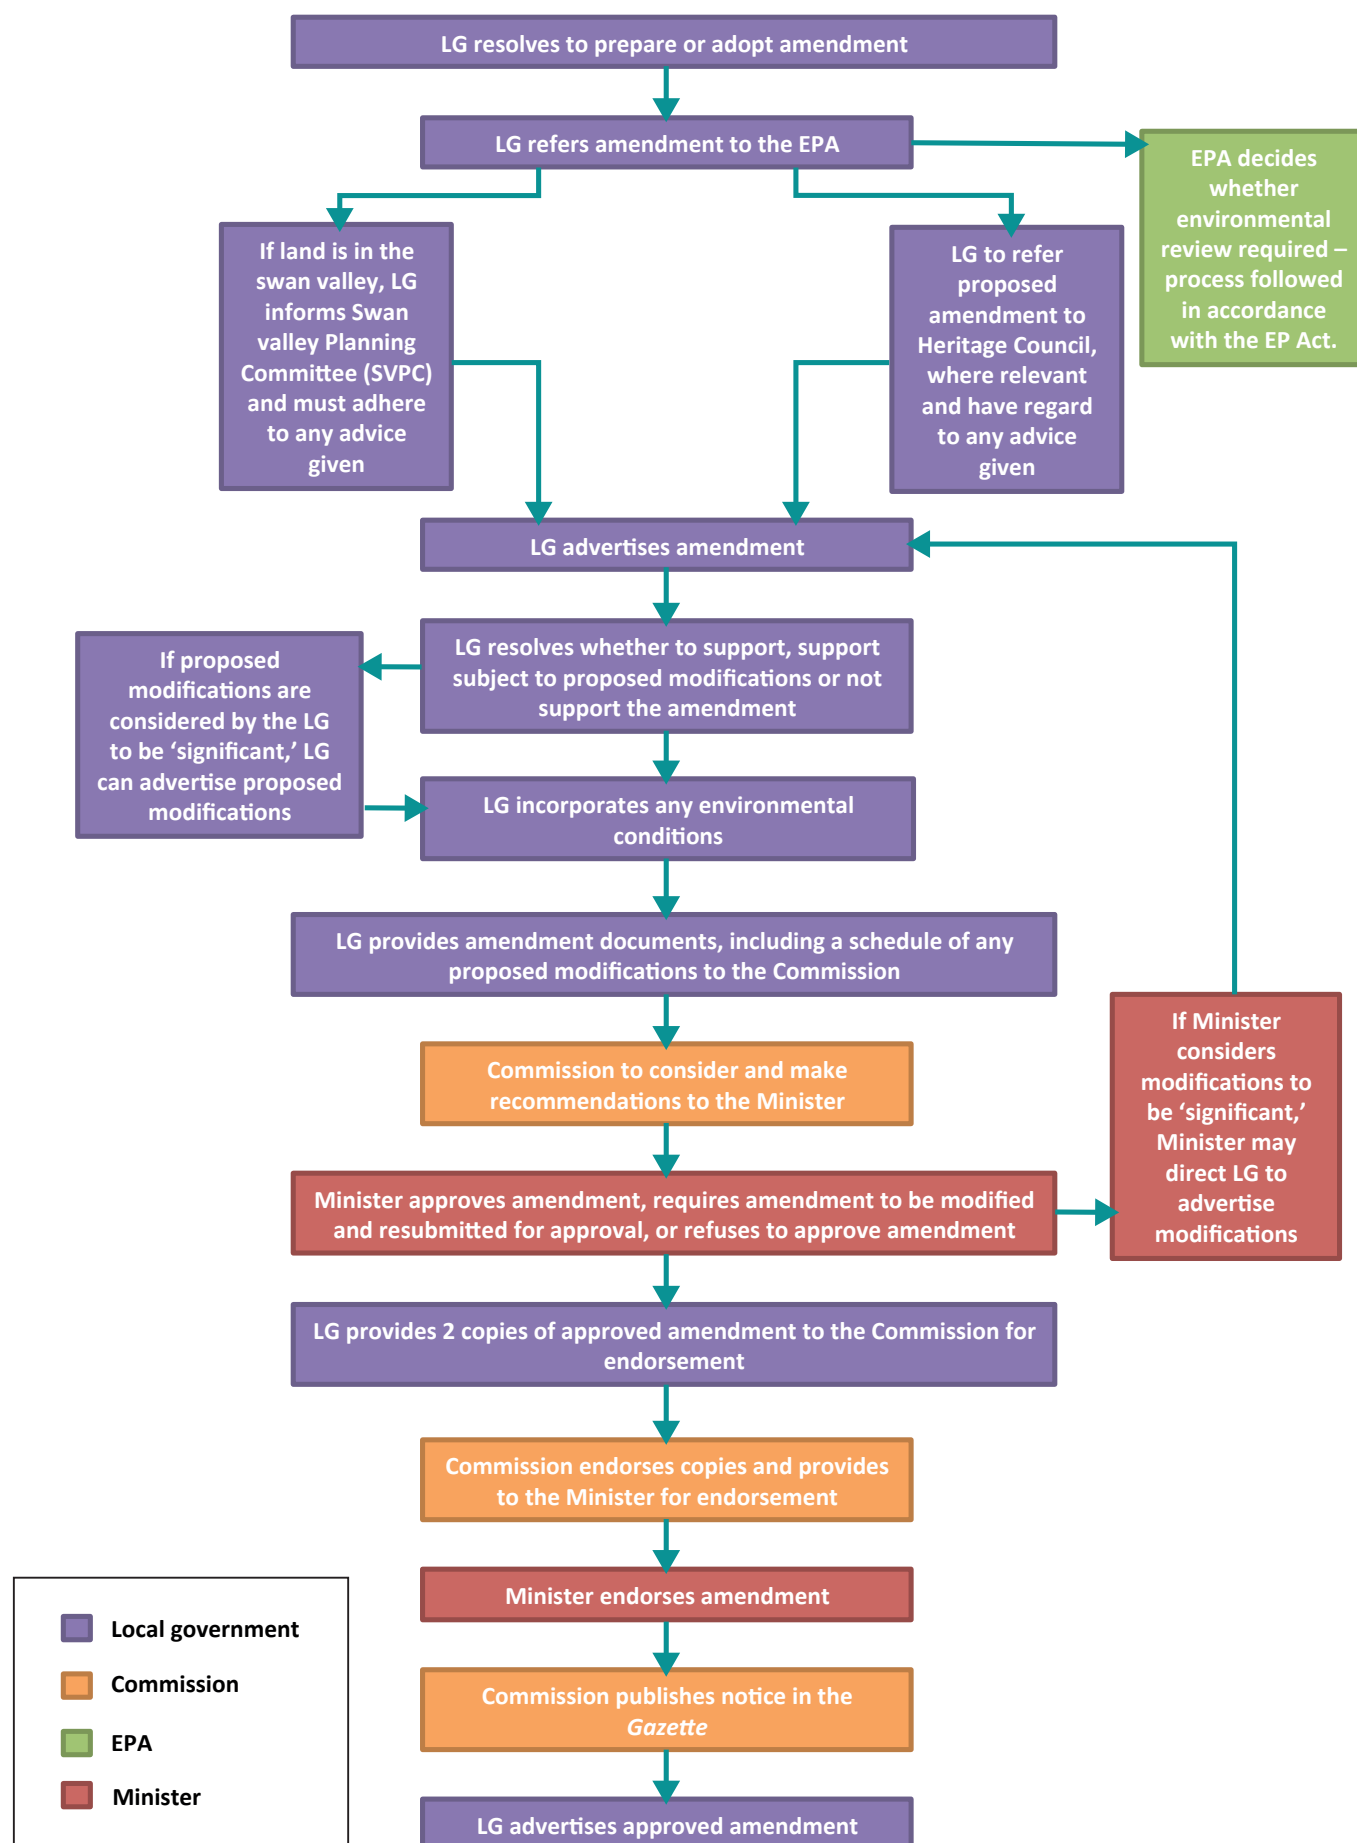 LG resolves to prepare or adopt amendment
LG refers amendment to the EPA
EPA decides
whether
environmental
review required –
process followed
in accordance
with the EP Act.
If land is in the
swan valley, LG
informs Swan
valley Planning
Committee (SVPC)
and must adhere
to any advice
given
LG to refer
proposed
amendment to
Heritage Council,
where relevant
and have regard
to any advice
given
LG advertises amendment
LG resolves whether to support, support
subject to proposed modifications or not
support the amendment
If proposed
modifications are
considered by the LG
to be ‘significant,’ LG
can advertise proposed
modifications
LG incorporates any environmental
conditions
LG provides amendment documents, including a schedule of any
proposed modifications to the Commission
Commission to consider and make
recommendations to the Minister
Minister approves amendment, requires amendment to be modified
and resubmitted for approval, or refuses to approve amendment
If Minister
considers
modifications to
be ‘significant,’
Minister may
direct LG to
advertise
modifications
LG provides 2 copies of approved amendment to the Commission for
endorsement
Commission endorses copies and provides
to the Minister for endorsement
Minister endorses amendment
Commission publishes notice in the
Gazette
LG advertises approved amendment
Local government
Commission
EPA
Minister